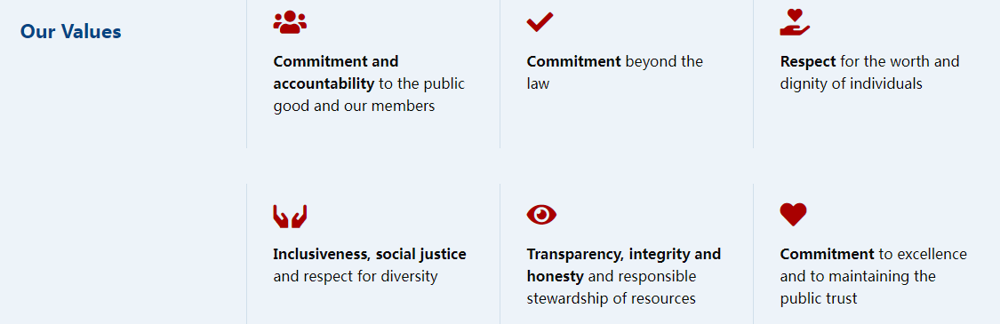 Our Values
Commitment and
accountability to the public
good and our members
Commitment beyond the
law
Respect for the worth and
dignity of individuals
Inclusiveness, social justice
and respect for diversity
Transparency, integrity and
honesty and responsible
stewardship of resources
Commitment to excellence
and to maintaining the
public trust